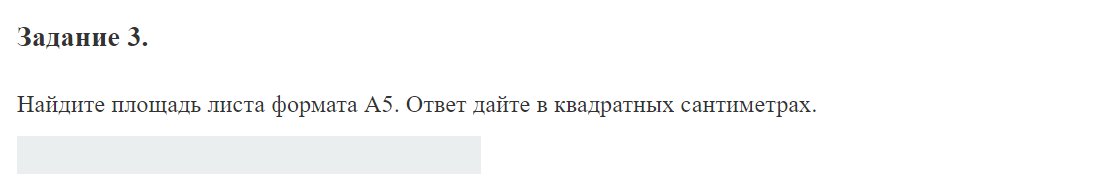 Задание 3.
Найдите площадь листа формата А5. Ответ дайте в квадратных сантиметрах.